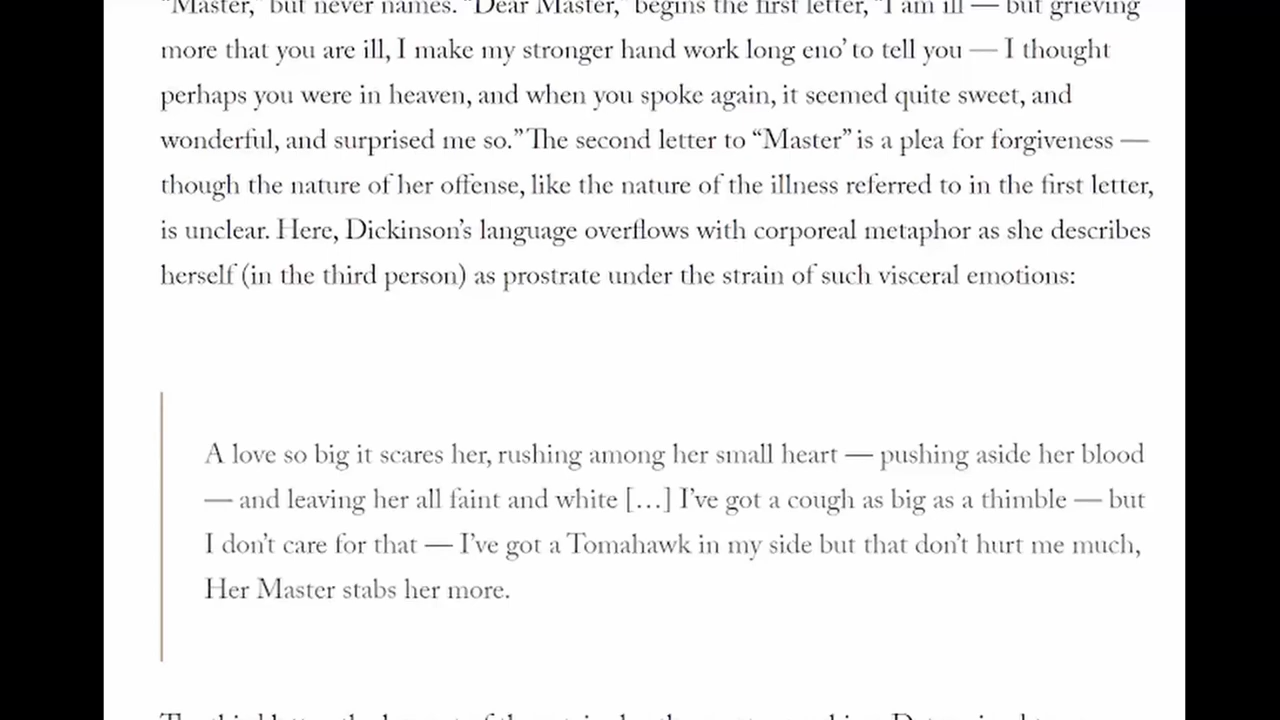 “Master,” but never names. “Dear Master,” begins the first letter, “I am ill — but grieving
more that you are ill, I make my stronger hand work long eno’ to tell you — I thought
perhaps you were in heaven, and when you spoke again, it seemed quite sweet, and
wonderful, and surprised me so.” The second letter to “Master” is a plea for forgiveness —
though the nature of her offense, like the nature of the illness referred to in the first letter,
is unclear. Here, Dickinson’s language overflows with corporeal metaphor as she describes
herself (in the third person) as prostrate under the strain of such visceral emotions:
A love so big it scares her, rushing among her small heart — pushing aside her blood
— and leaving her all faint and white […] I’ve got a cough as big as a thimble — but
I don’t care for that — I’ve got a Tomahawk in my side but that don’t hurt me much,
Her Master stabs her more.